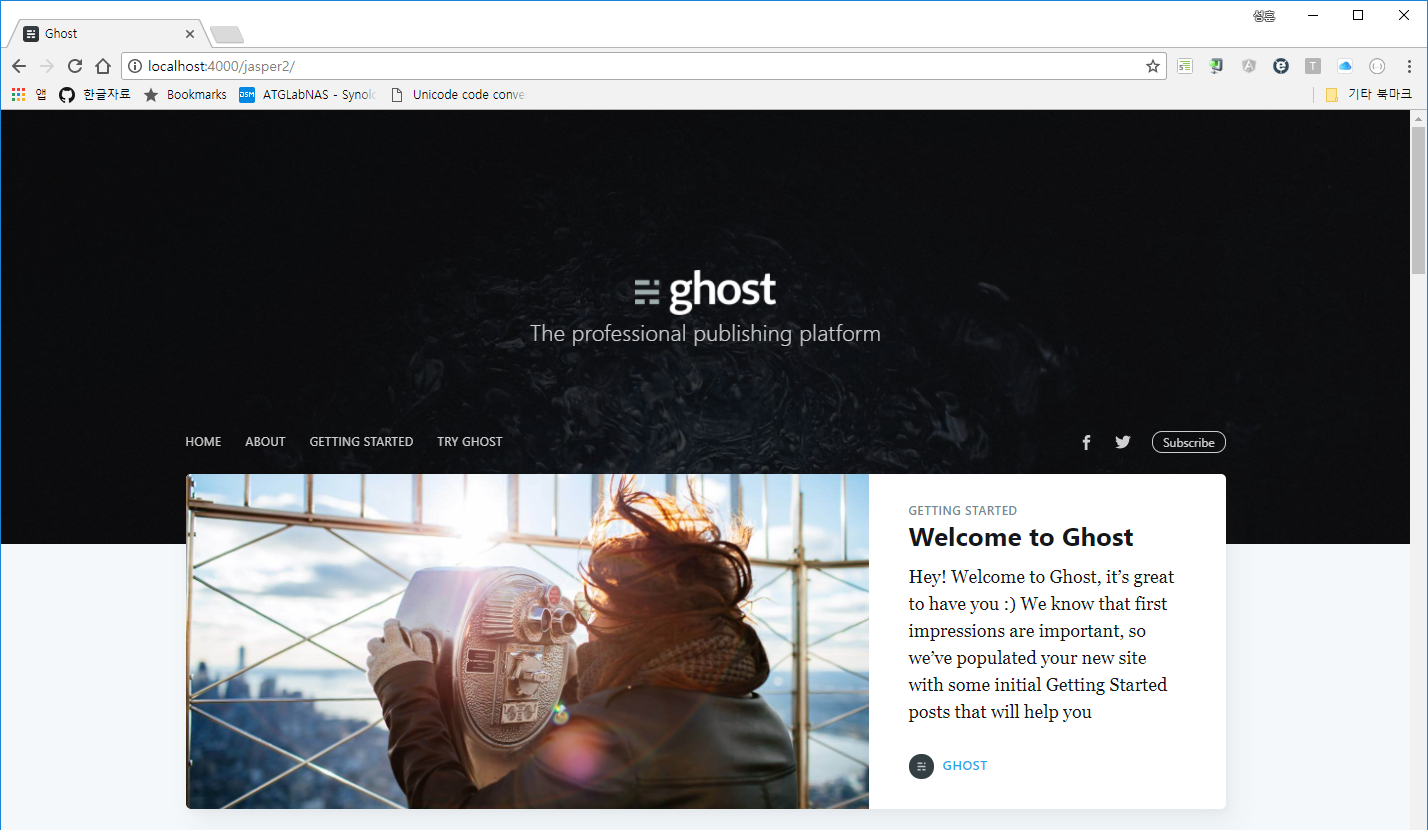 성훈
Ghost
localhost:4000/jasper2/
앱 한글자료 Bookmarks ATGLabNAS - Synolo Unicode code conve 기타 북마크
ghost
The professional publishing platform
HOME ABOUT GETTING STARTED TRY GHOST Subscribe
GETTING STARTED
Welcome to Ghost
Hey! Welcome to Ghost, it’s great
to have you :) We know that first
impressions are important, so
we’ve populated your new site
with some initial Getting Started
posts that will help you
GHOST